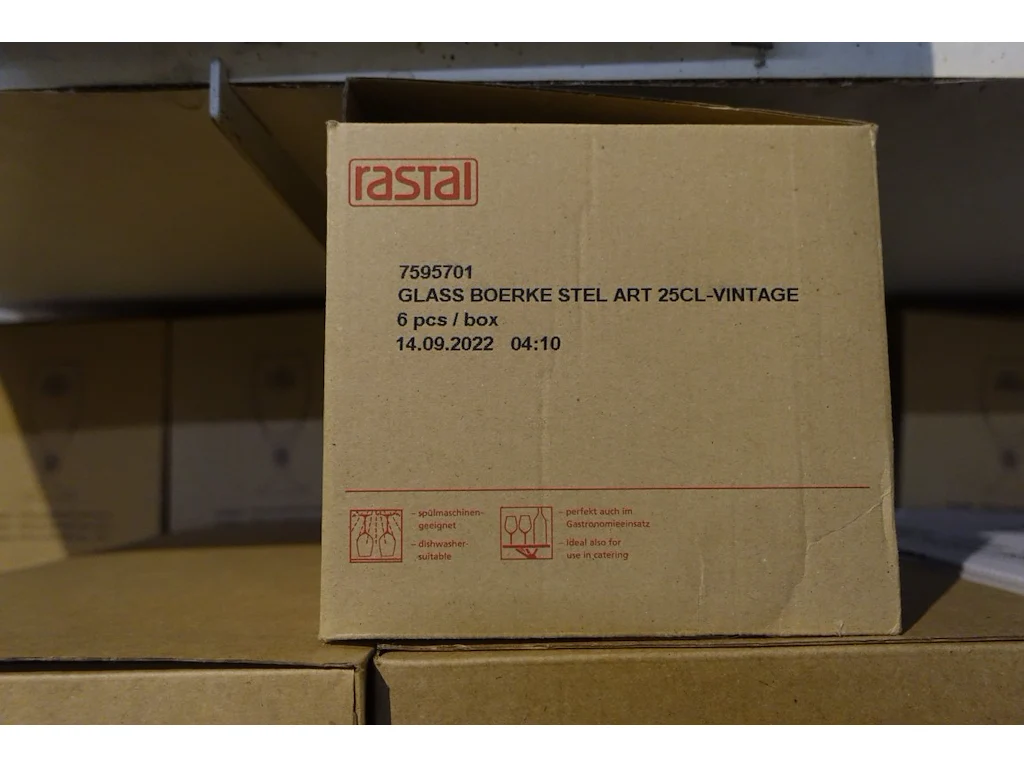 rastal
7595701
GLASS BOERKE STEL ART 25CL-VINTAGE
6 pcs / box
14.09.2022 04:10
– spülmaschinen-
geeignet
– dishwasher-
suitable
– perfekt auch im
Gastronomieeinsatz
– Ideal also for
use in catering